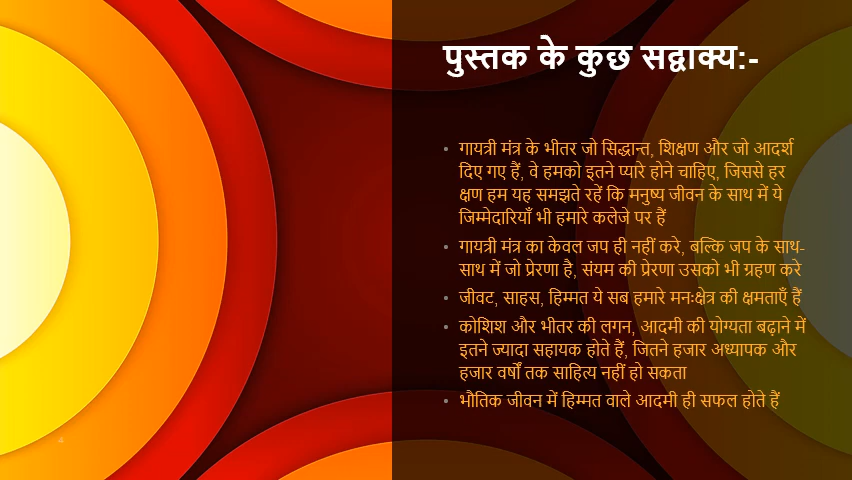 पुस्तक के कुछ सद्वाक्य:-
• गायत्री मंत्र के भीतर जो सिद्धान्त, शिक्षण और जो आदर्श
दिए गए हैं, वे हमको इतने प्यारे होने चाहिए, जिससे हर
क्षण हम यह समझते रहें कि मनुष्य जीवन के साथ में ये
जिम्मेदारियाँ भी हमारे कलेजे पर हैं
• गायत्री मंत्र का केवल जप ही नहीं करे, बल्कि जप के साथ-
साथ में जो प्रेरणा है, संयम की प्रेरणा उसको भी ग्रहण करे
• जीवट, साहस, हिम्मत ये सब हमारे मनःक्षेत्र की क्षमताएँ हैं
• कोशिश और भीतर की लगन, आदमी की योग्यता बढ़ाने में
इतने ज्यादा सहायक होते हैं, जितने हजार अध्यापक और
हजार वर्षों तक साहित्य नहीं हो सकता
• भौतिक जीवन में हिम्मत वाले आदमी ही सफल होते हैं